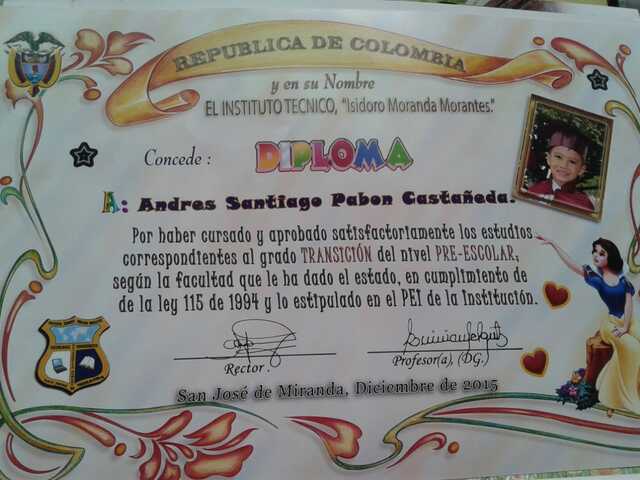 REPUBLICA DE COLOMBIA
y en su Nombre
EL INSTITUTO TECNICO, "Isidoro Moranda Morantes."
Concede : DIPLOMA
A: Andres Santiago Pabon Castañeda.
Por haber cursado y aprobado satisfactoriamente los estudios
correspondientes al grado TRANSICIÓN del nivel PRE-ESCOLAR,
según la facultad que le ha dado el estado, en cumplimiento de
de la ley 115 de 1994 y lo estipulado en el PEI de la institución.
Rector . Profesor(a), (DG.)
San José de Miranda, Diciembre de 2015